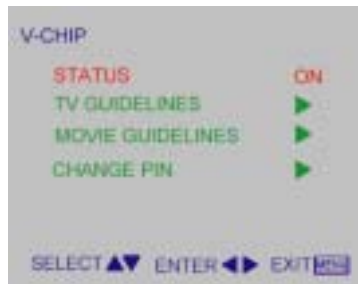 V-CHIP
STATUS ON
TV GUIDELINES ▶
MOVIE GUIDELINES ▶
CHANGE PIN ▶
SELECT▲▼ ENTER◀▶ EXIT MENU